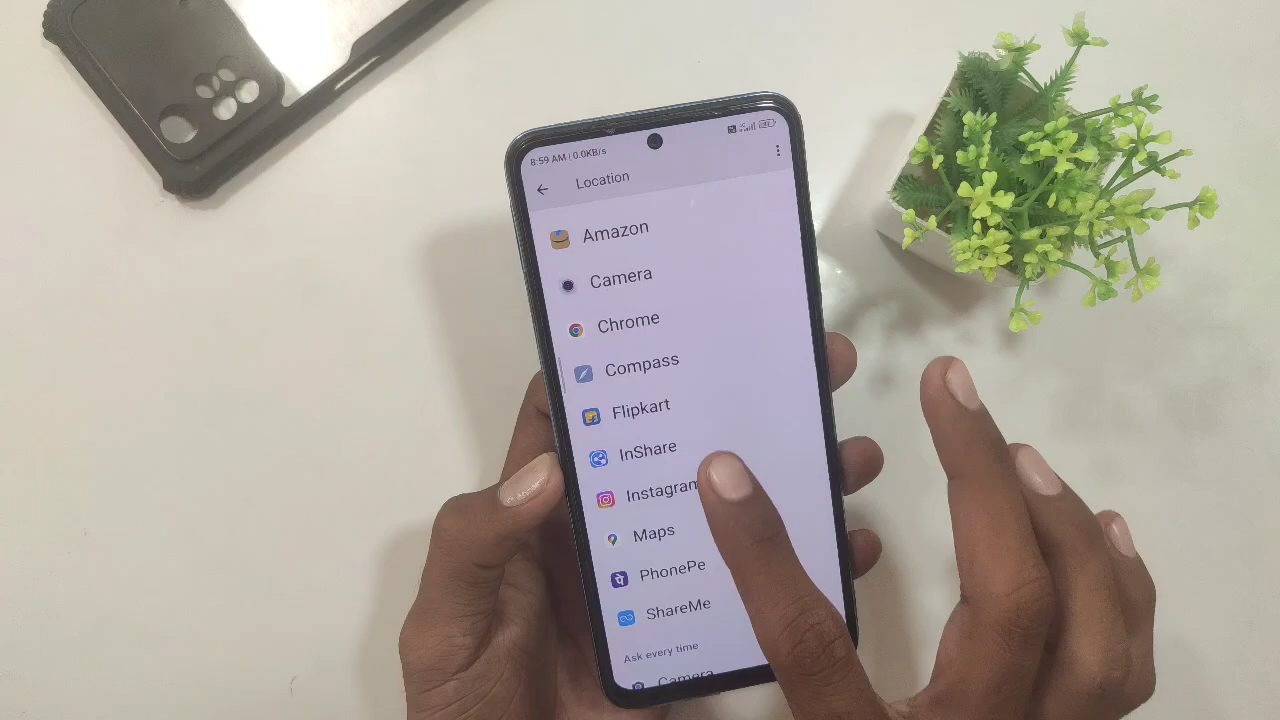 8:59 AM | 0.0KB/s
Location
Amazon
Camera
Chrome
Compass
Flipkart
InShare
Instagram
Maps
PhonePe
ShareMe
Ask every time
Camera